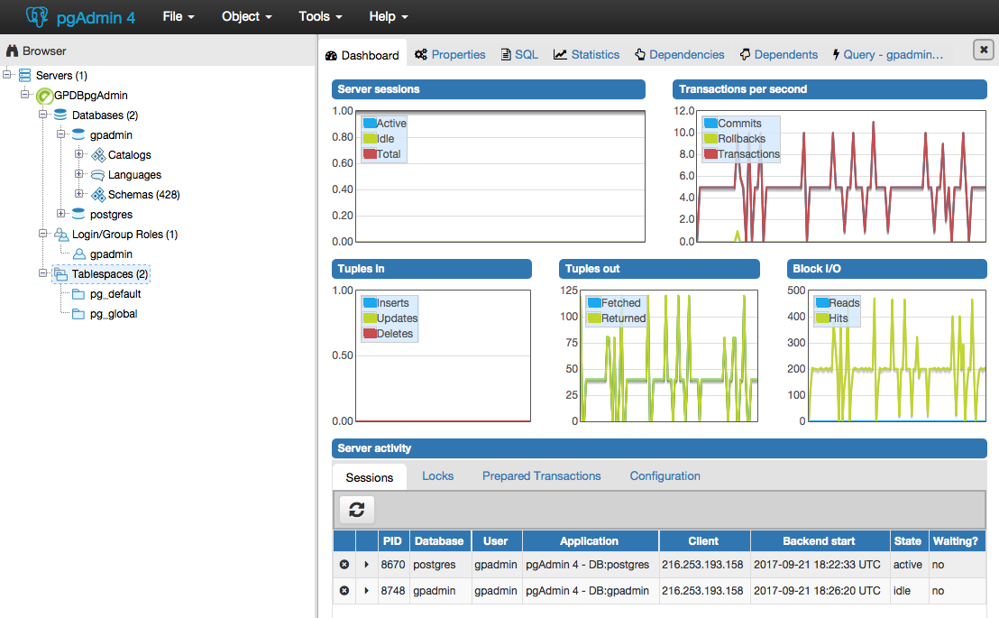 pgAdmin 4 File Object Tools Help
Browser
Servers (1)
GPDBpgAdmin
Databases (2)
gpadmin
Catalogs
Languages
Schemas (428)
postgres
Login/Group Roles (1)
gpadmin
Tablespaces (2)
pg_default
pg_global
Dashboard Properties SQL Statistics Dependencies Dependents Query - gpadmin...
Server sessions
1.00
0.80
0.60
0.40
0.20
0.00
Active
Idle
Total
Transactions per second
12.0
10.0
8.0
6.0
4.0
2.0
0.0
Commits
Rollbacks
Transactions
Tuples in
1.00
0.50
0.00
Inserts
Updates
Deletes
Tuples out
125
100
75
50
25
0
Fetched
Returned
Block I/O
500
400
300
200
100
0
Reads
Hits
Server activity
Sessions Locks Prepared Transactions Configuration
PID Database User Application Client Backend start State Waiting?
8670 postgres gpadmin pgAdmin 4 - DB:postgres 216.253.193.158 2017-09-21 18:22:33 UTC active no
8748 gpadmin gpadmin pgAdmin 4 - DB:gpadmin 216.253.193.158 2017-09-21 18:26:20 UTC idle no